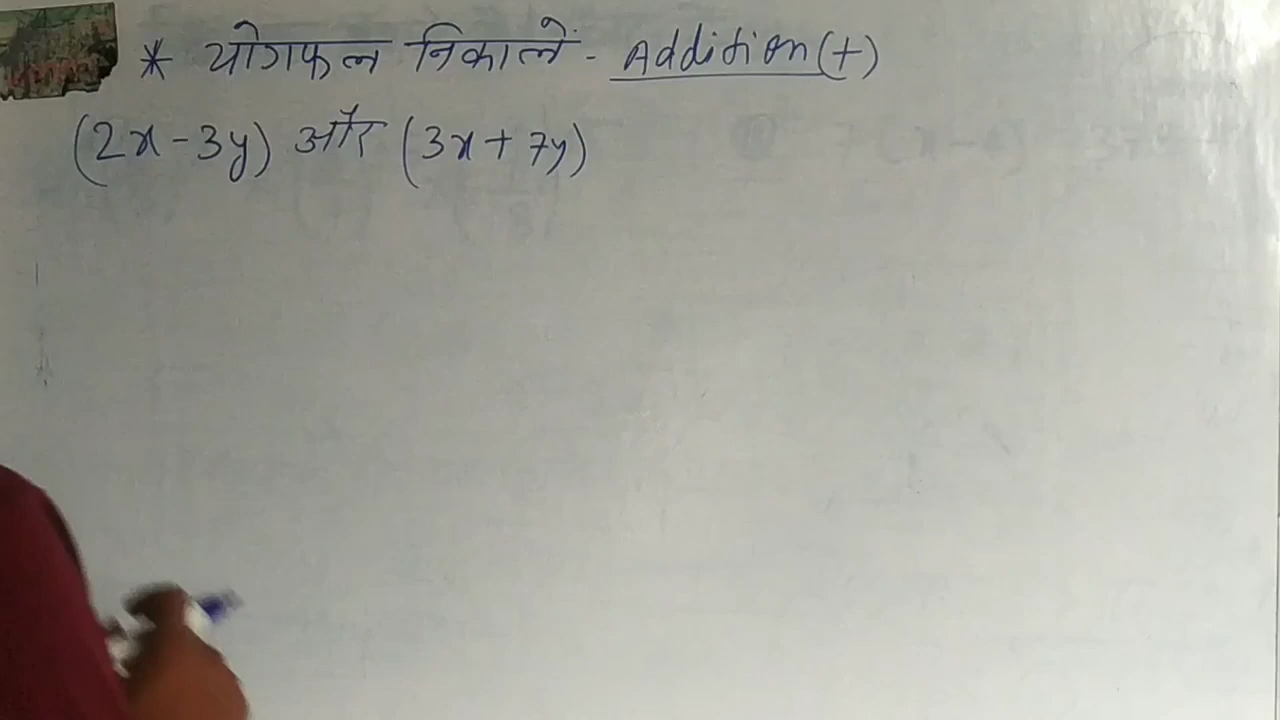 * योगफल निकालें - Addition (+)
(2x - 3y) और (3x + 7y)